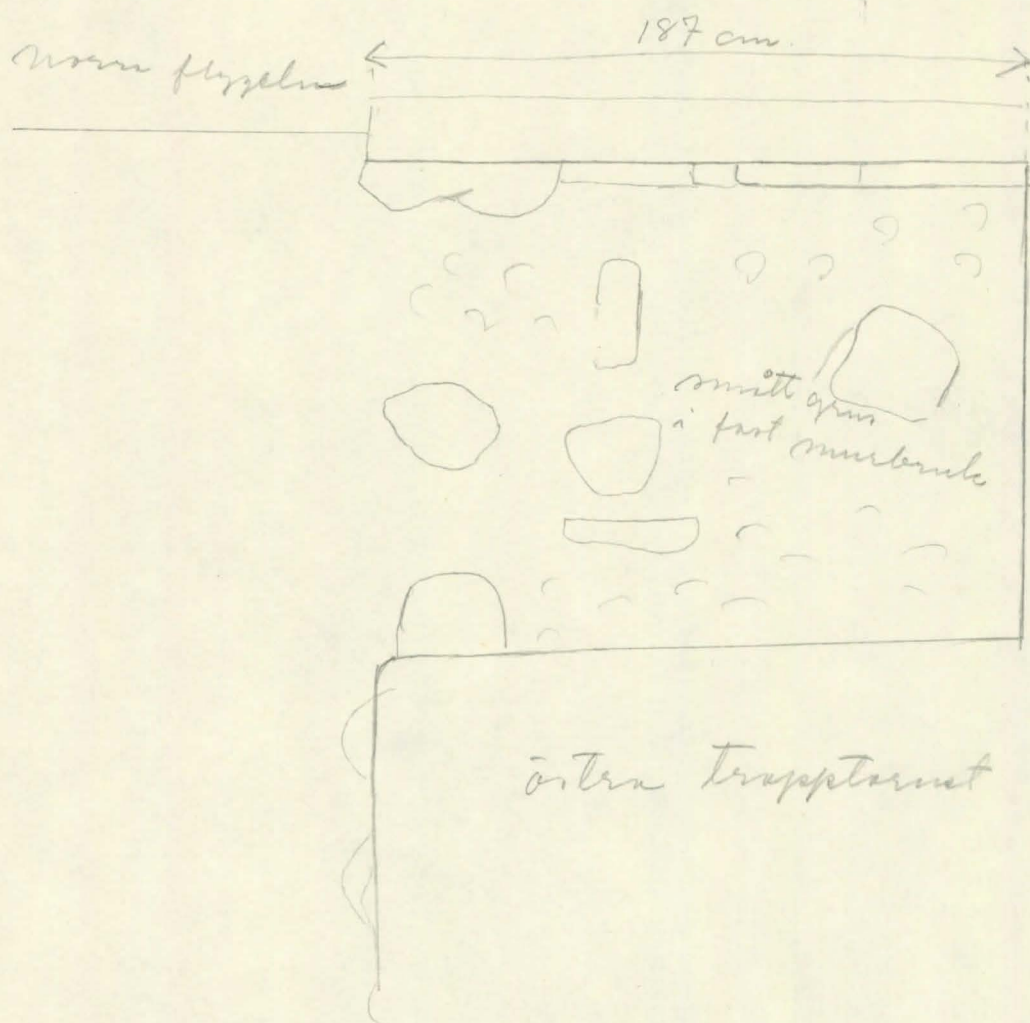 187 cm.
norra flygeln
smått grus
i fast murbruk
östra trapptornet